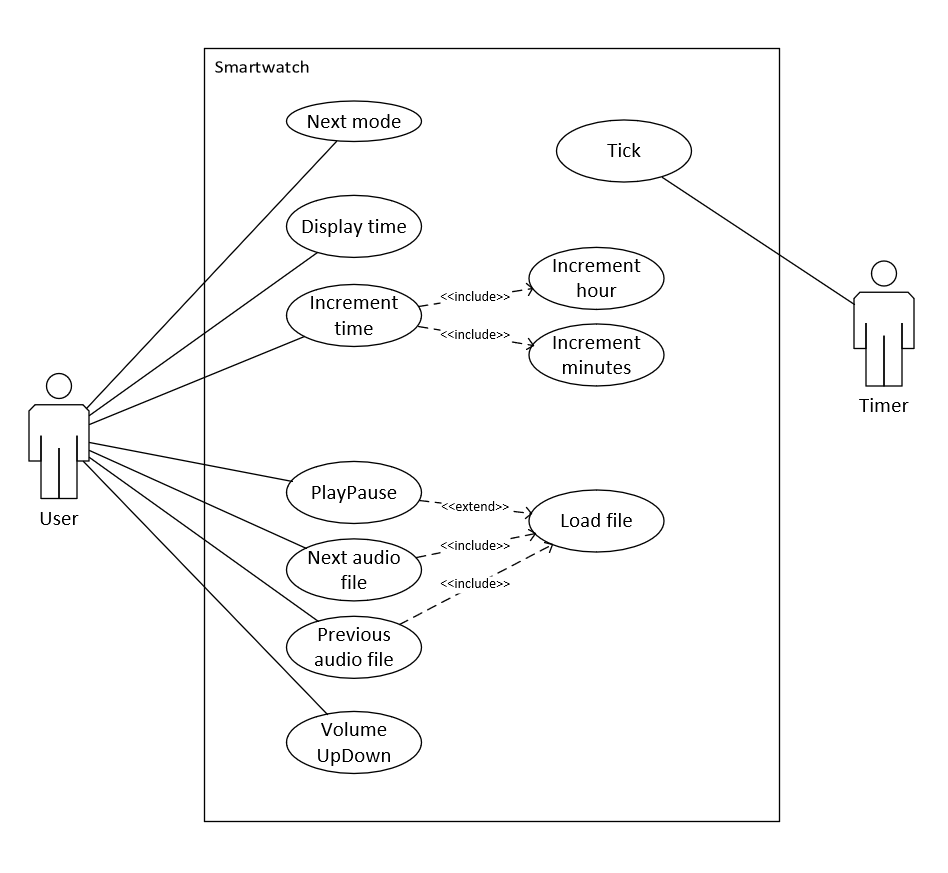 Smartwatch
Next mode
Tick
Display time
Increment
hour
Increment
time
<<include>>
<<include>>
Increment
minutes
Timer
User
PlayPause
<<extend>>
Load file
Next audio
file
<<include>>
<<include>>
Previous
audio file
Volume
UpDown